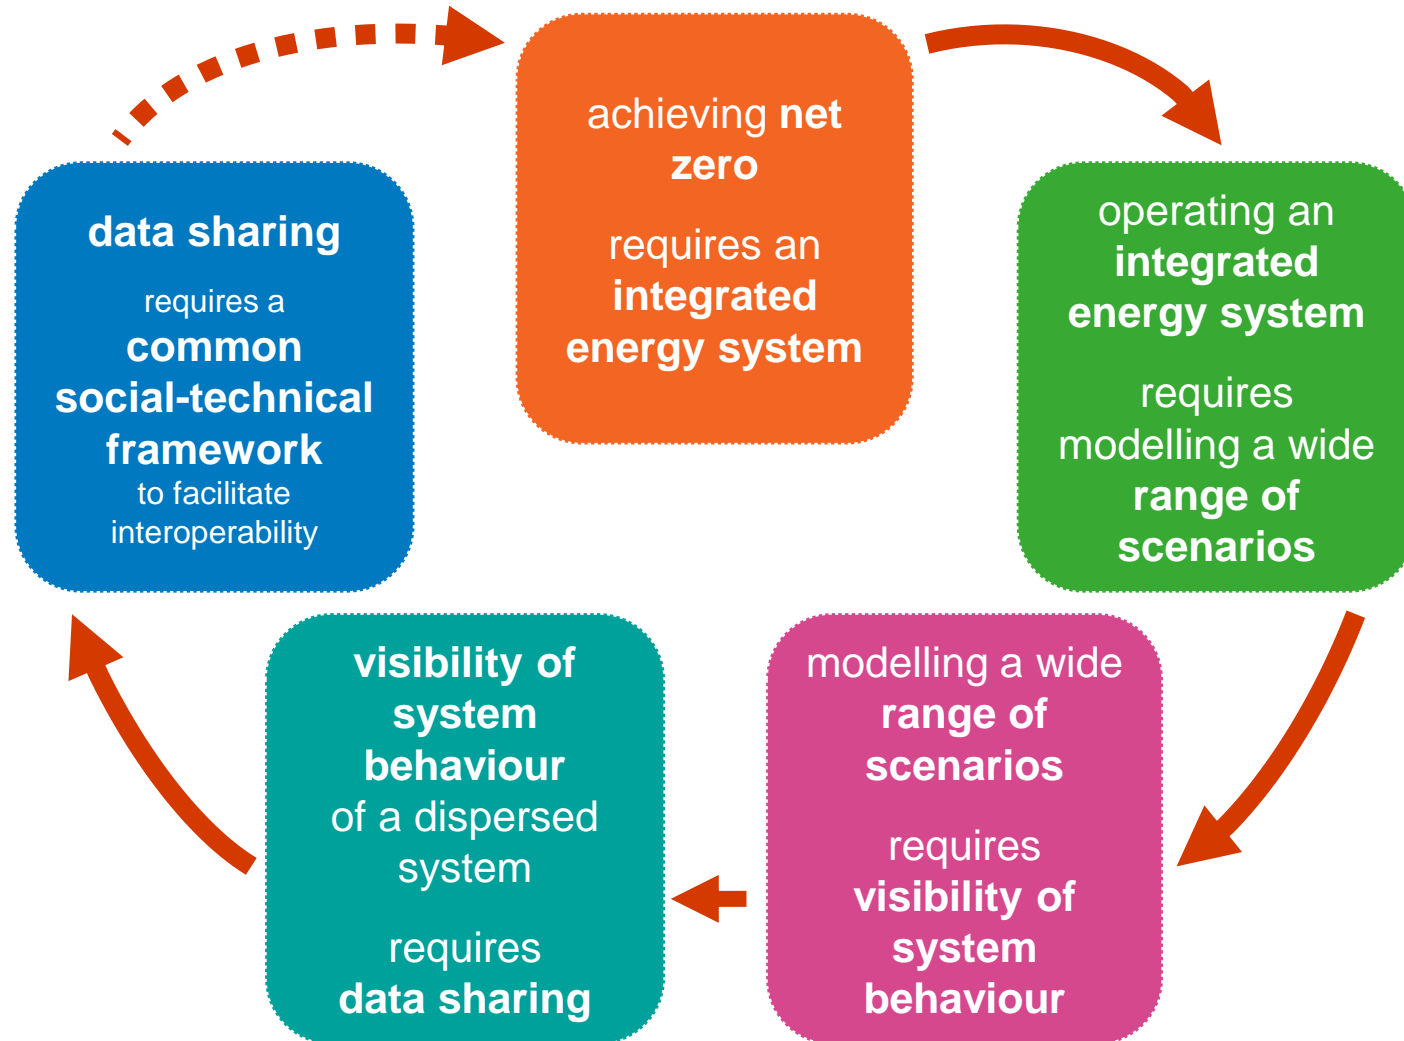 achieving net
zero
requires an
integrated
energy system
operating an
integrated
energy system
requires
modelling a wide
range of
scenarios
modelling a wide
range of
scenarios
requires
visibility of
system
behaviour
visibility of
system
behaviour
of a dispersed
system
requires
data sharing
data sharing
requires a
common
social-technical
framework
to facilitate
interoperability